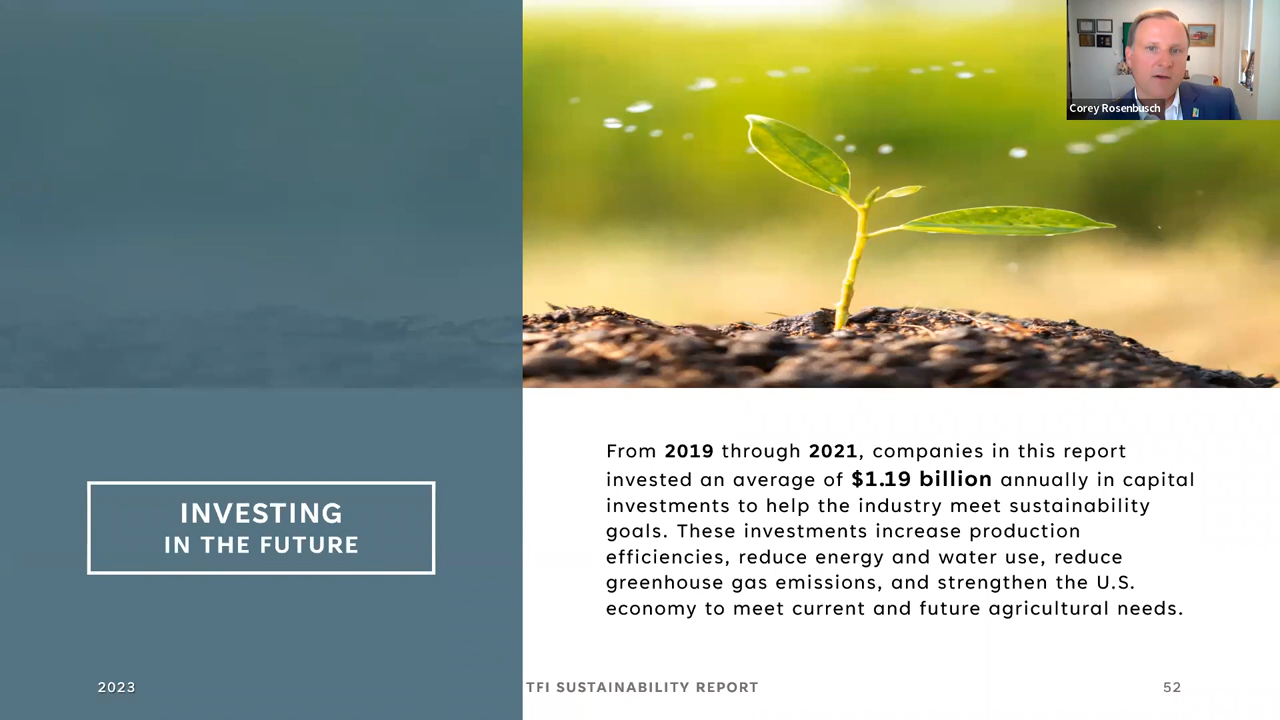 Corey Rosenbusch
INVESTING
IN THE FUTURE
From 2019 through 2021, companies in this report
invested an average of $1.19 billion annually in capital
investments to help the industry meet sustainability
goals. These investments increase production
efficiencies, reduce energy and water use, reduce
greenhouse gas emissions, and strengthen the U.S.
economy to meet current and future agricultural needs.
2023
TFI SUSTAINABILITY REPORT
52